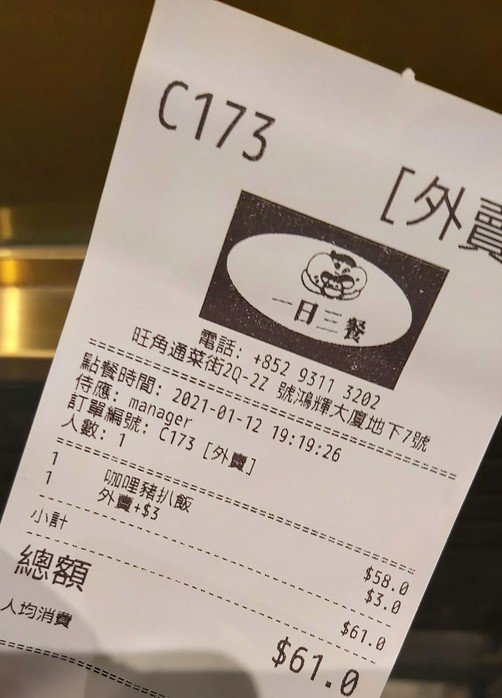 C173
[外賣
一日三餐
電話: +852 9311 3202
旺角通菜街2Q-2Z 號鴻輝大廈地下7號
點餐時間: 2021-01-12 19:19:26
侍應: manager
訂單編號: C173 [外賣]
人數: 1
1 咖哩豬扒飯 $58.0
1 外賣+$3 $3.0
小計 $61.0
總額 $61.0
人均消費